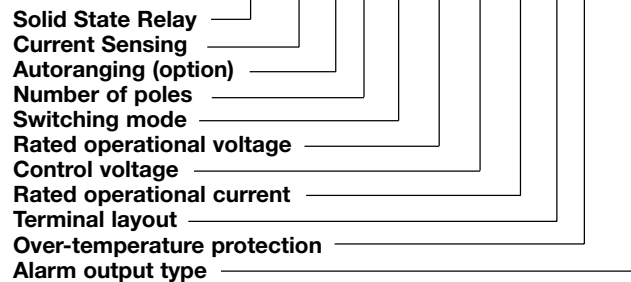 Solid State Relay
Current Sensing
Autoranging (option)
Number of poles
Switching mode
Rated operational voltage
Control voltage
Rated operational current
Terminal layout
Over-temperature protection
Alarm output type